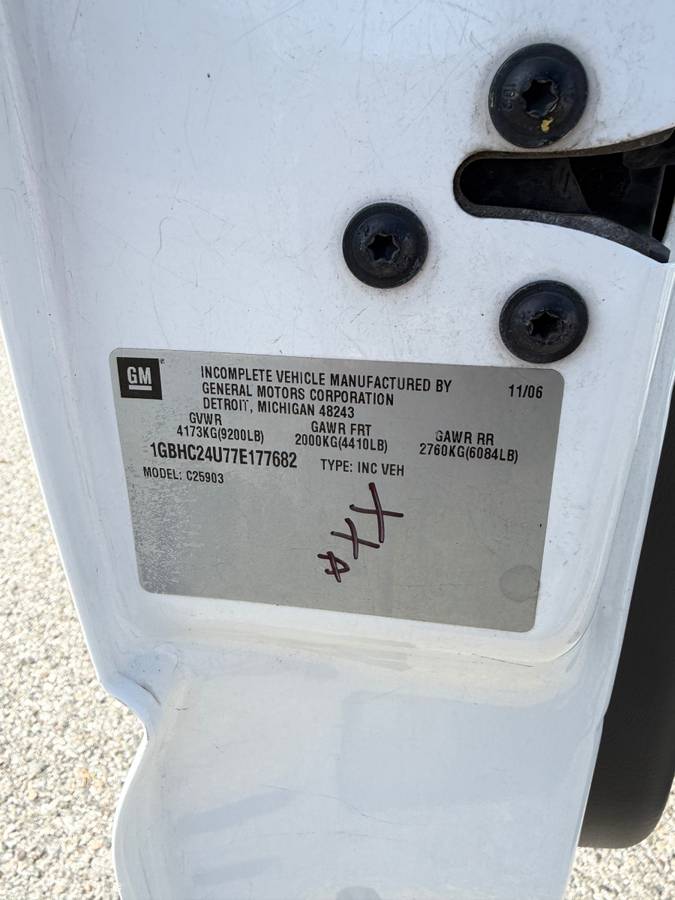 GM
INCOMPLETE VEHICLE MANUFACTURED BY
GENERAL MOTORS CORPORATION
DETROIT, MICHIGAN 48243
11/06
GVWR GAWR FRT GAWR RR
4173KG(9200LB) 2000KG(4410LB) 2760KG(6084LB)
1GBHC24U77E177682 TYPE: INC VEH
MODEL: C25903